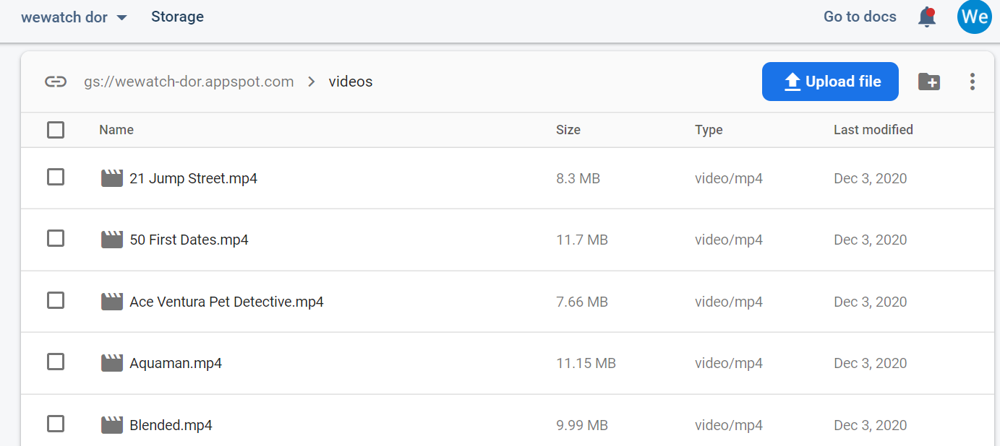 wewatch dor Storage Go to docs We
gs://wewatch-dor.appspot.com > videos Upload file
Name Size Type Last modified
21 Jump Street.mp4 8.3 MB video/mp4 Dec 3, 2020
50 First Dates.mp4 11.7 MB video/mp4 Dec 3, 2020
Ace Ventura Pet Detective.mp4 7.66 MB video/mp4 Dec 3, 2020
Aquaman.mp4 11.15 MB video/mp4 Dec 3, 2020
Blended.mp4 9.99 MB video/mp4 Dec 3, 2020